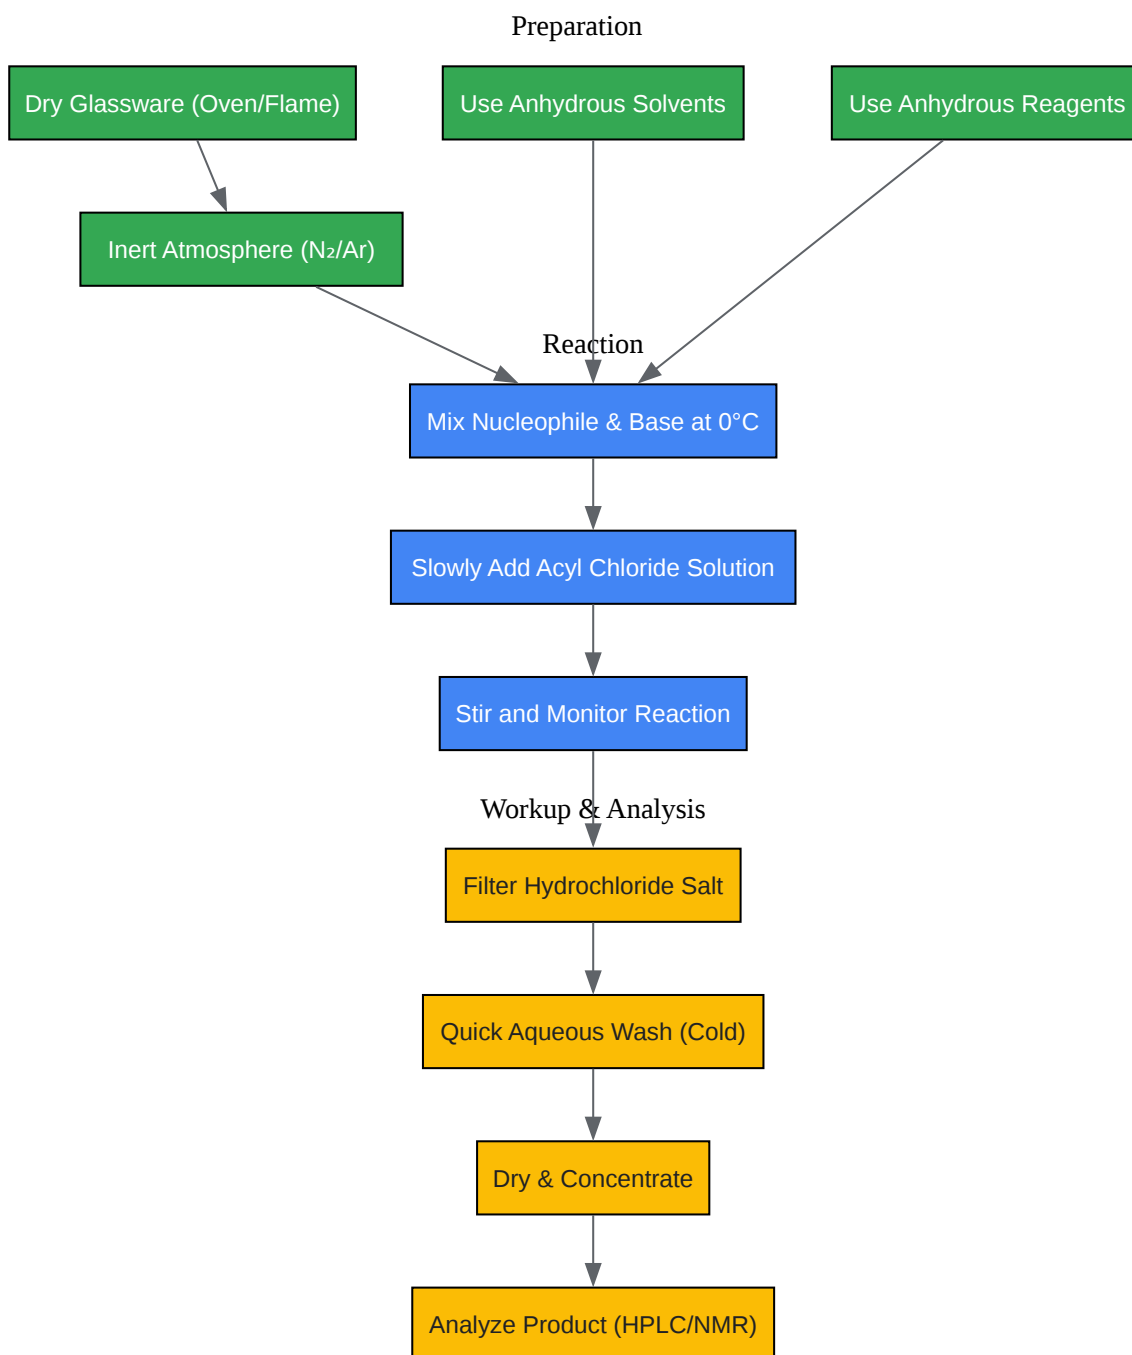 Preparation
Dry Glassware (Oven/Flame)
Use Anhydrous Solvents
Use Anhydrous Reagents
Inert Atmosphere (N₂/Ar)
Reaction
Mix Nucleophile & Base at 0°C
Slowly Add Acyl Chloride Solution
Stir and Monitor Reaction
Workup & Analysis
Filter Hydrochloride Salt
Quick Aqueous Wash (Cold)
Dry & Concentrate
Analyze Product (HPLC/NMR)